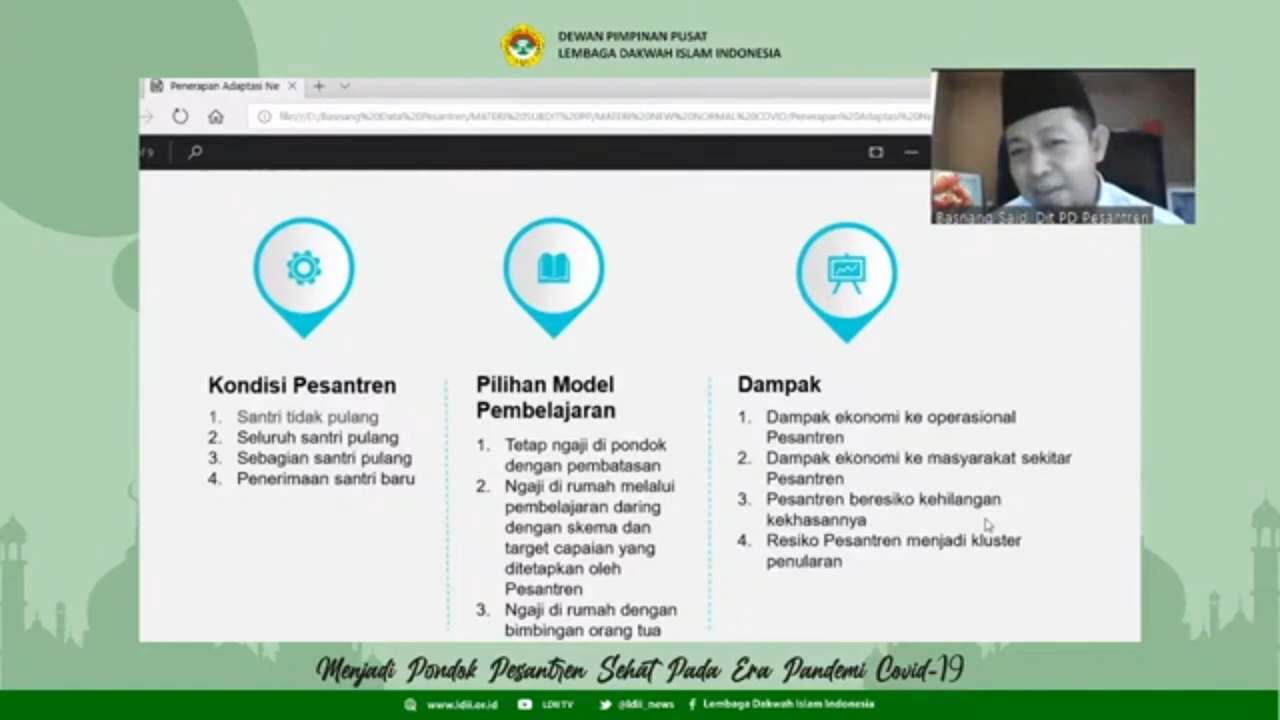 DEWAN PIMPINAN PUSAT
LEMBAGA DAKWAH ISLAM INDONESIA
Penerapan Adaptasi Ne
Basnang Said, Dit PD Pesantren
Kondisi Pesantren
1. Santri tidak pulang
2. Seluruh santri pulang
3. Sebagian santri pulang
4. Penerimaan santri baru
Pilihan Model
Pembelajaran
1. Tetap ngaji di pondok
dengan pembatasan
2. Ngaji di rumah melalui
pembelajaran daring
dengan skema dan
target capaian yang
ditetapkan oleh
Pesantren
3. Ngaji di rumah dengan
bimbingan orang tua
Dampak
1. Dampak ekonomi ke operasional
Pesantren
2. Dampak ekonomi ke masyarakat sekitar
Pesantren
3. Pesantren beresiko kehilangan
kekhasannya
4. Resiko Pesantren menjadi kluster
penularan
Menjadi Pondok Pesantren Sehat Pada Era Pandemi Covid-19
www.ldii.or.id LDII TV @ldii_news Lembaga Dakwah Islam Indonesia